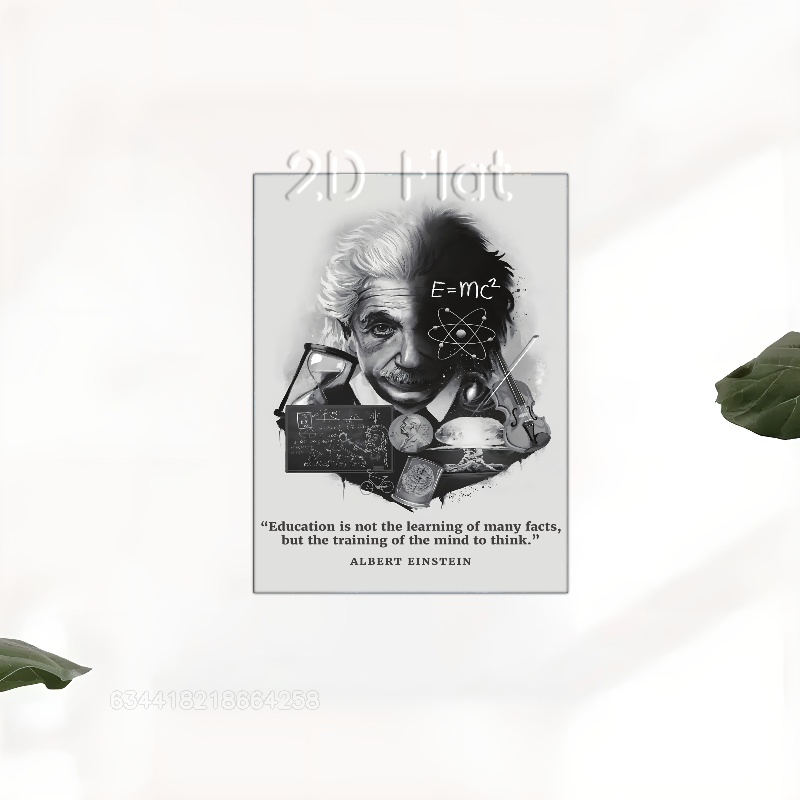 2D Flat
E=mc²
“Education is not the learning of many facts,
but the training of the mind to think.”
ALBERT EINSTEIN
634418218664258